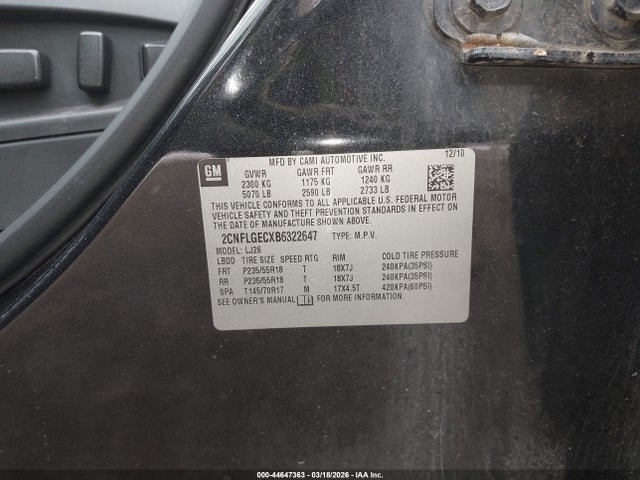 12/10
MFD BY CAMI AUTOMOTIVE INC.
GM
GVWR GAWR FRT GAWR RR
2300 KG 1175 KG 1240 KG
5070 LB 2590 LB 2733 LB
THIS VEHICLE CONFORMS TO ALL APPLICABLE U.S. FEDERAL MOTOR
VEHICLE SAFETY AND THEFT PREVENTION STANDARDS IN EFFECT ON
THE DATE OF MANUFACTURE SHOWN ABOVE.
2CNFLGECXB6322647 TYPE: M.P.V.
MODEL: LJ26
LBDD TIRE SIZE SPEED RTG RIM COLD TIRE PRESSURE
FRT P235/55R18 T 18X7J 240KPA(35PSI)
RR P235/55R18 T 18X7J 240KPA(35PSI)
SPA T145/70R17 M 17X4.5T 420KPA(60PSI)
SEE OWNER'S MANUAL i FOR MORE INFORMATION.
000-44647363 - 03/18/2026 - IAA Inc.